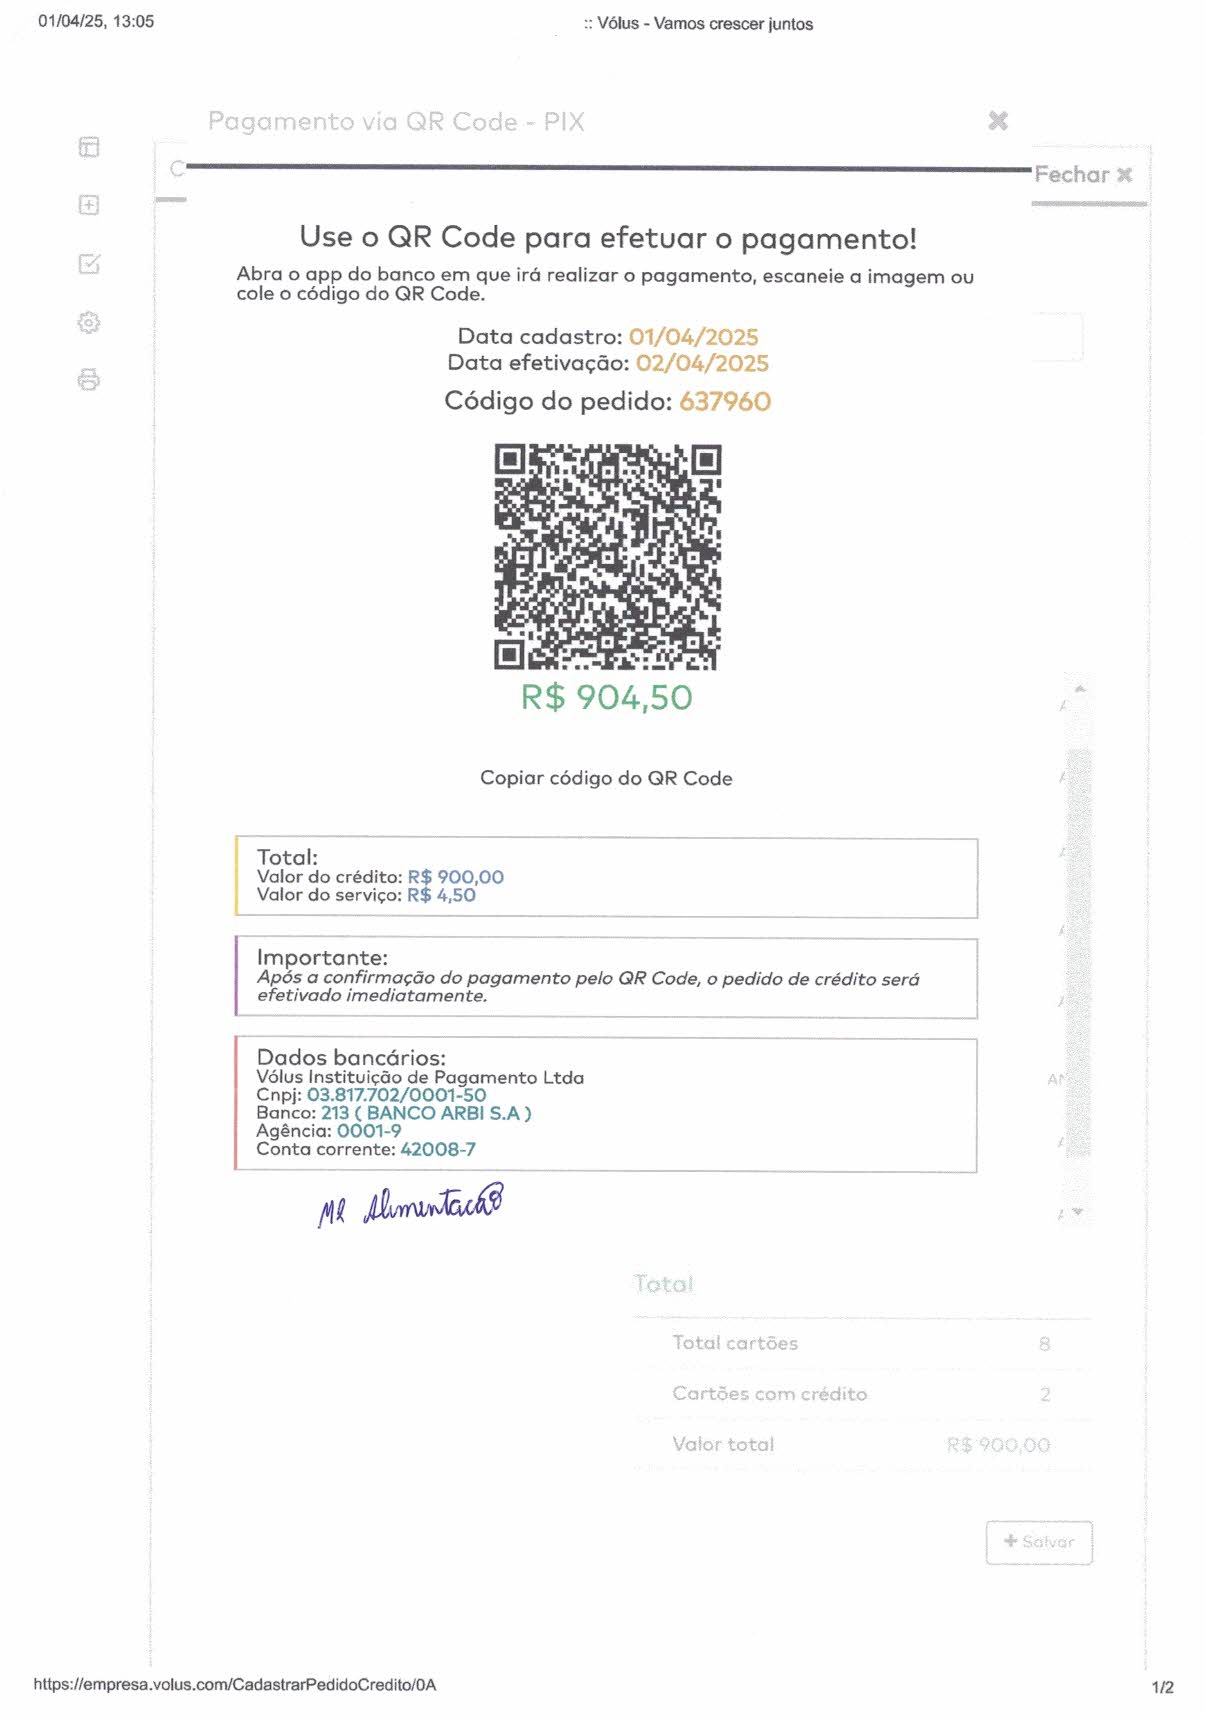 01/04/25, 13:05
:: Vólus - Vamos crescer juntos
Pagamento via QR Code - PIX
Fechar
Use o QR Code para efetuar o pagamento!
Abra o app do banco em que irá realizar o pagamento, escaneie a imagem ou
cole o código do QR Code.
Data cadastro: 01/04/2025
Data efetivação: 02/04/2025
Código do pedido: 637960
R$ 904,50
Copiar código do QR Code
Total:
Valor do crédito: R$ 900,00
Valor do serviço: R$ 4,50
Importante:
Após a confirmação do pagamento pelo QR Code, o pedido de crédito será
efetivado imediatamente.
Dados bancários:
Vólus Instituição de Pagamento Ltda
Cnpj: 03.817.702/0001-50
Banco: 213 ( BANCO ARBI S.A )
Agência: 0001-9
Conta corrente: 42008-7
Alimentacão
Total
Total cartões 8
Cartões com crédito 2
Valor total R$ 900,00
+ Salvar
https://empresa.volus.com/CadastrarPedidoCredito/0A
1/2